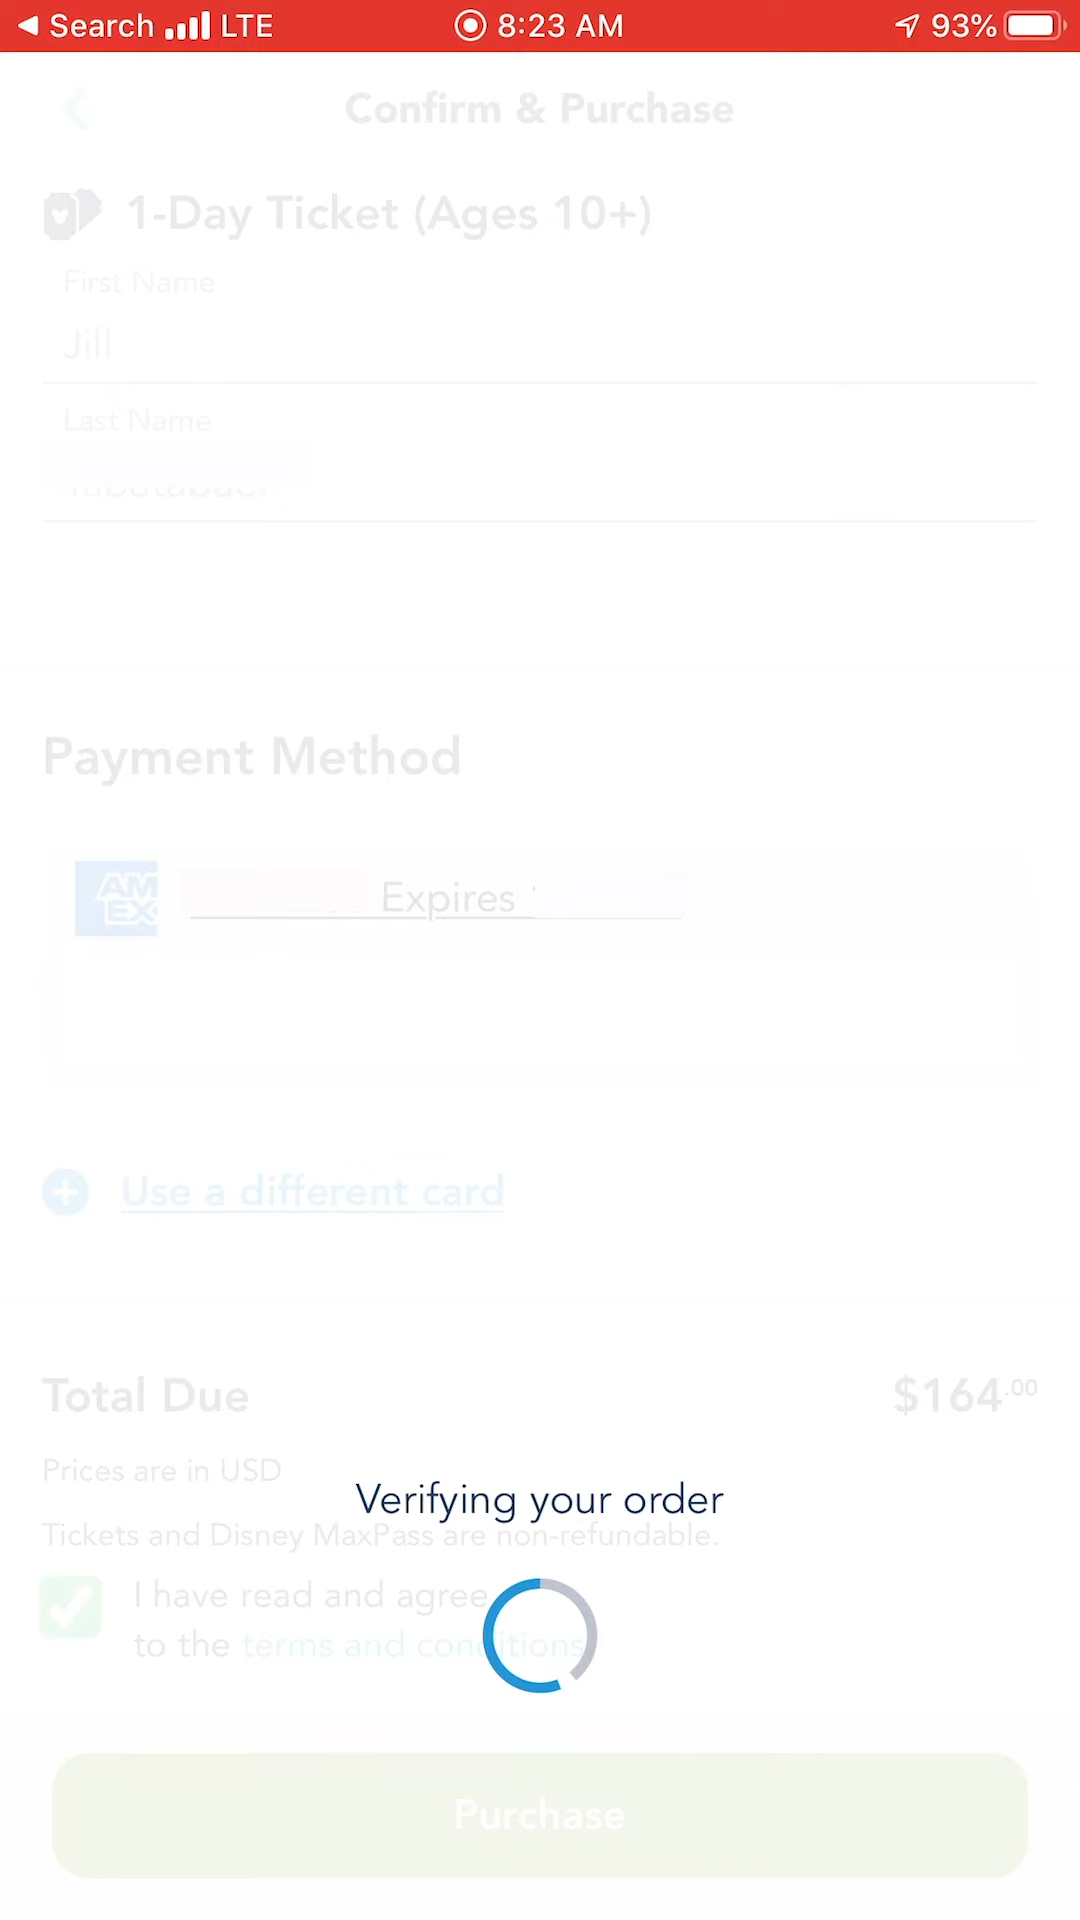 Search LTE 8:23 AM 93%
Confirm & Purchase
1-Day Ticket (Ages 10+)
First Name
Jill
Last Name
Payment Method
AM
EX
Expires
Use a different card
Total Due $164.00
Prices are in USD
Verifying your order
Tickets and Disney MaxPass are non-refundable.
I have read and agree
to the terms and conditions
Purchase